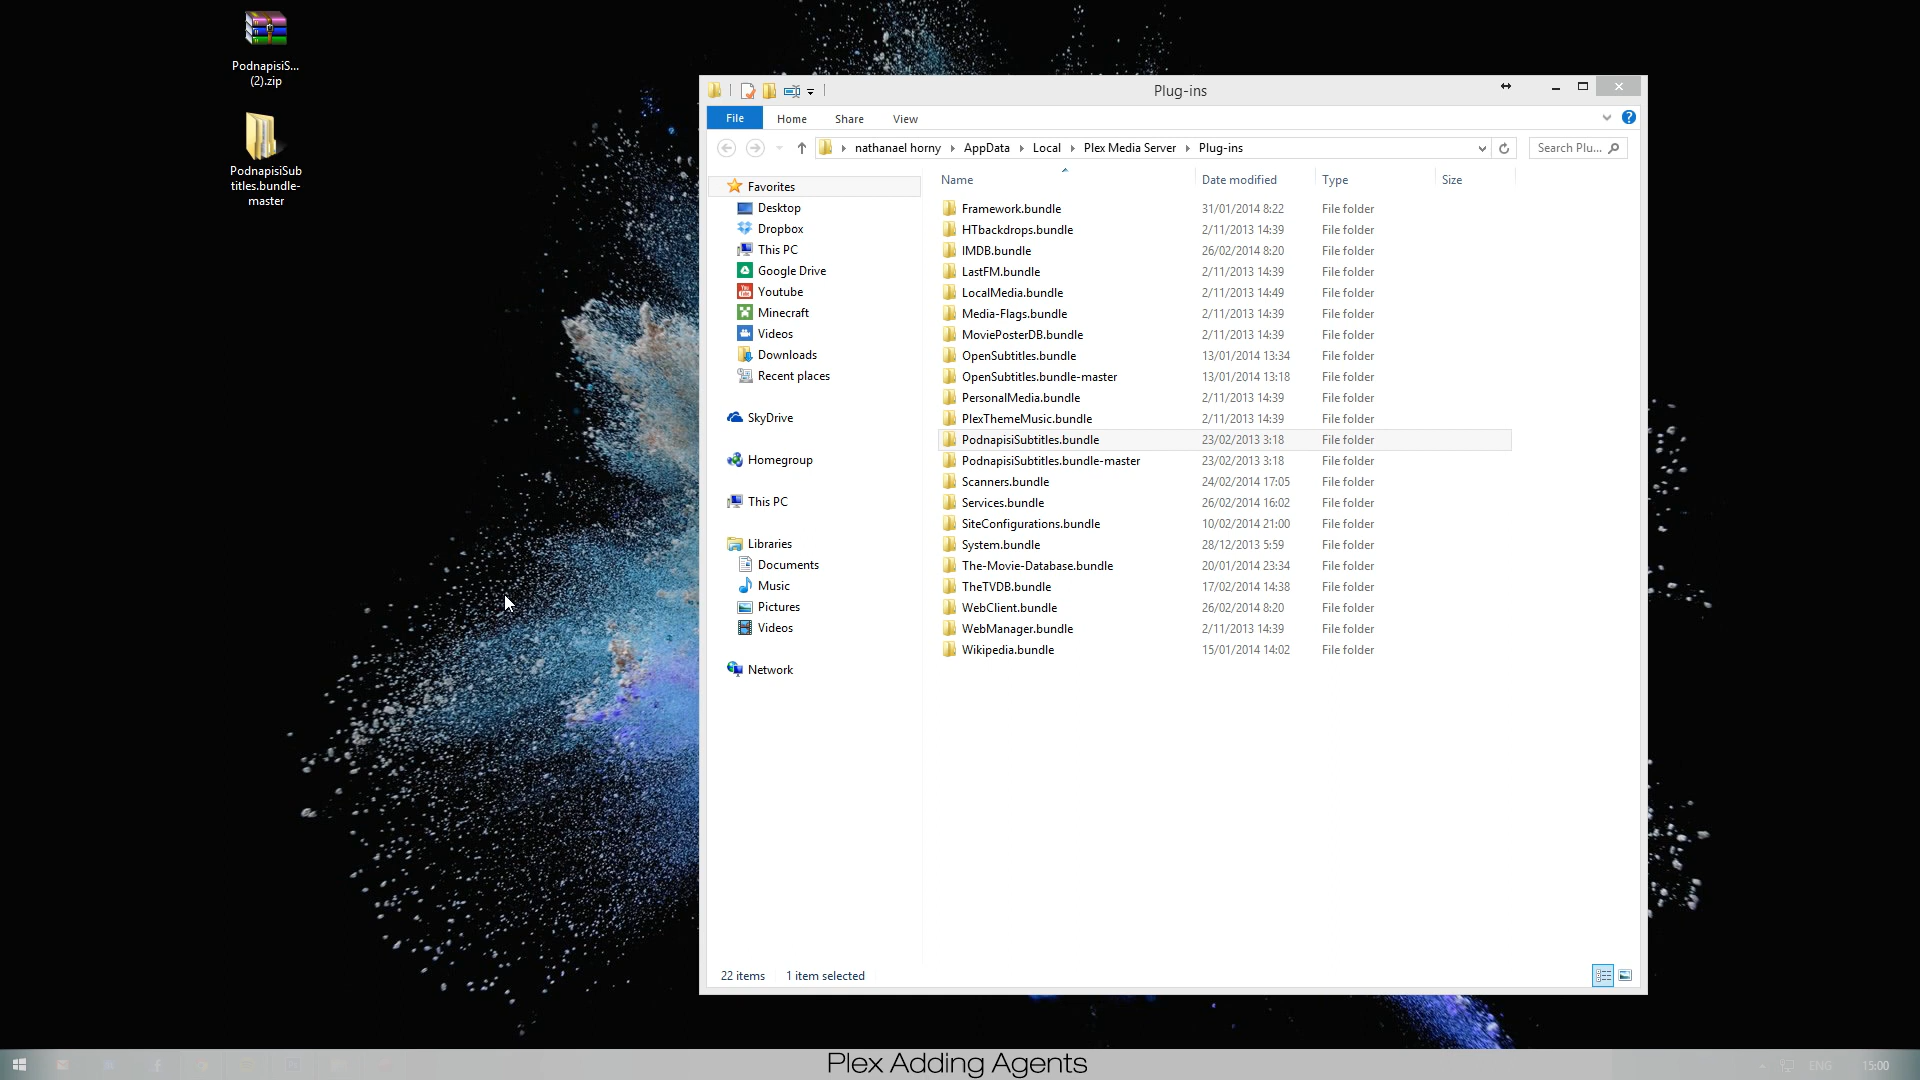 PodnapisiS...
(2).zip
PodnapisiSub
titles.bundle-
master
Plug-ins
File Home Share View
nathanael horny AppData Local Plex Media Server Plug-ins
Search Plu...
Favorites
Desktop
Dropbox
This PC
Google Drive
Youtube
Minecraft
Videos
Downloads
Recent places
SkyDrive
Homegroup
This PC
Libraries
Documents
Music
Pictures
Videos
Network
Name Date modified Type Size
Framework.bundle 31/01/2014 8:22 File folder
HTbackdrops.bundle 2/11/2013 14:39 File folder
IMDB.bundle 26/02/2014 8:20 File folder
LastFM.bundle 2/11/2013 14:39 File folder
LocalMedia.bundle 2/11/2013 14:49 File folder
Media-Flags.bundle 2/11/2013 14:39 File folder
MoviePosterDB.bundle 2/11/2013 14:39 File folder
OpenSubtitles.bundle 13/01/2014 13:34 File folder
OpenSubtitles.bundle-master 13/01/2014 13:18 File folder
PersonalMedia.bundle 2/11/2013 14:39 File folder
PlexThemeMusic.bundle 2/11/2013 14:39 File folder
PodnapisiSubtitles.bundle 23/02/2013 3:18 File folder
PodnapisiSubtitles.bundle-master 23/02/2013 3:18 File folder
Scanners.bundle 24/02/2014 17:05 File folder
Services.bundle 26/02/2014 16:02 File folder
SiteConfigurations.bundle 10/02/2014 21:00 File folder
System.bundle 28/12/2013 5:59 File folder
The-Movie-Database.bundle 20/01/2014 23:34 File folder
TheTVDB.bundle 17/02/2014 14:38 File folder
WebClient.bundle 26/02/2014 8:20 File folder
WebManager.bundle 2/11/2013 14:39 File folder
Wikipedia.bundle 15/01/2014 14:02 File folder
22 items 1 item selected
Plex Adding Agents
ENG 15:00